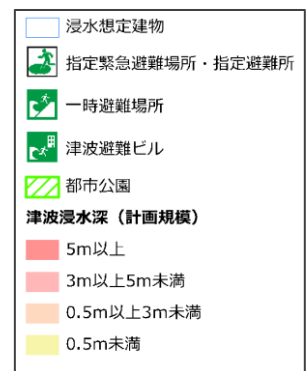 浸水想定建物
指定緊急避難場所・指定避難所
一時避難場所
津波避難ビル
都市公園
津波浸水深（計画規模）
5m以上
3m以上5m未満
0.5m以上3m未満
0.5m未満